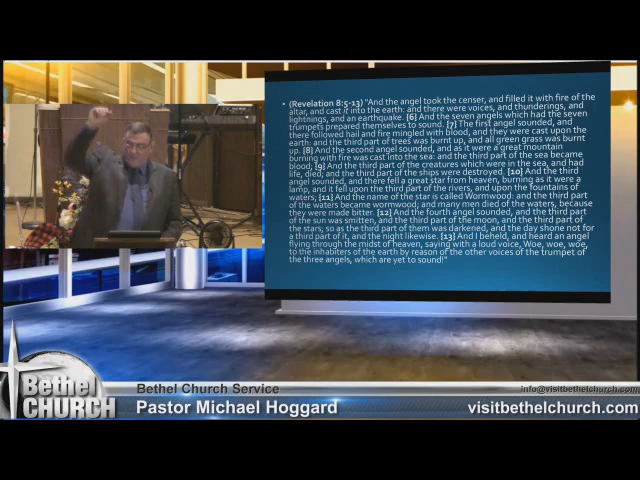 • (Revelation 8:5-13) "And the angel took the censer, and filled it with fire of the
altar, and cast it into the earth: and there were voices, and thunderings, and
lightnings, and an earthquake. [6] And the seven angels which had the seven
trumpets prepared themselves to sound. [7] The first angel sounded, and
there followed hail and fire mingled with blood, and they were cast upon the
earth: and the third part of trees was burnt up, and all green grass was burnt
up. [8] And the second angel sounded, and as it were a great mountain
burning with fire was cast into the sea: and the third part of the sea became
blood; [9] And the third part of the creatures which were in the sea, and had
life, died; and the third part of the ships were destroyed. [10] And the third
angel sounded, and there fell a great star from heaven, burning as it were a
lamp, and it fell upon the third part of the rivers, and upon the fountains of
waters; [11] And the name of the star is called Wormwood: and the third part
of the waters became wormwood; and many men died of the waters, because
they were made bitter. [12] And the fourth angel sounded, and the third part
of the sun was smitten, and the third part of the moon, and the third part of
the stars; so as the third part of them was darkened, and the day shone not for
a third part of it, and the night likewise. [13] And I beheld, and heard an angel
flying through the midst of heaven, saying with a loud voice, Woe, woe, woe,
to the inhabiters of the earth by reason of the other voices of the trumpet of
the three angels, which are yet to sound!"
Bethel
CHURCH
Bethel Church Service
info@visitbethelchurch.com
Pastor Michael Hoggard
visitbethelchurch.com